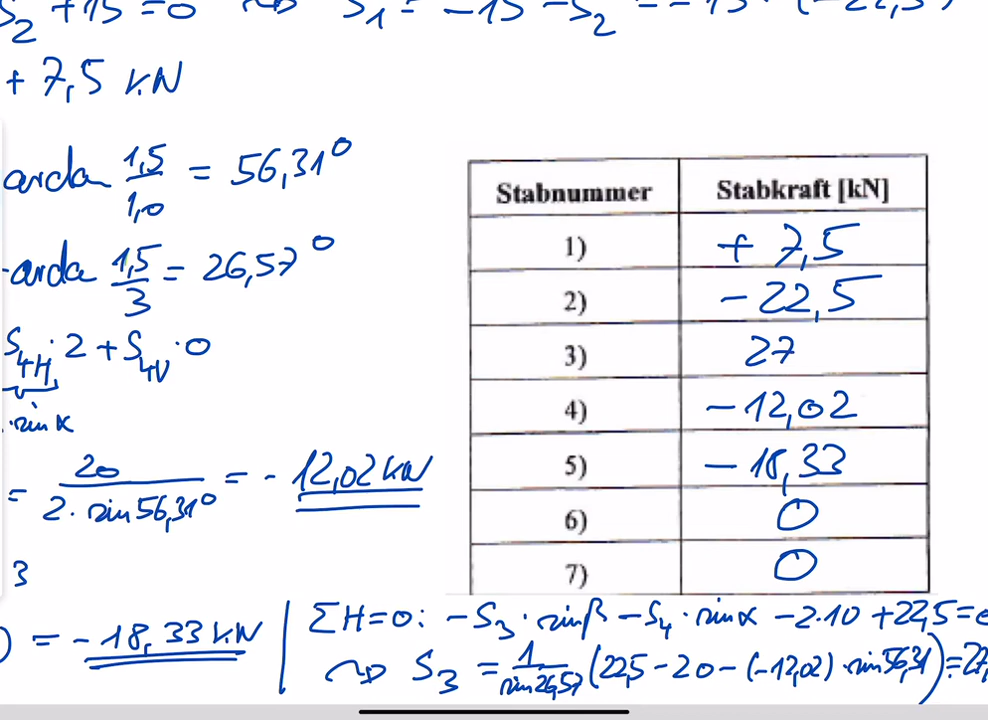 S₂ +15 = 0 ⤳ S₁ = -15 - S₂ = -15 - (-22,5)
+ 7,5 kN
arcda 1,5/1,0 = 56,31°
arcda 1,5/3 = 26,57°
S₄H · 2 + S₄V · 0
· sin α
= 20 / 2 · sin 56,31° = - 12,02 kN
3
) = - 18,33 kN
Stabnummer Stabkraft [kN]
1) + 7,5
2) - 22,5
3) 27
4) - 12,02
5) - 18,33
6) 0
7) 0
ΣH=0: -S₃ · sin β - S₄ · sin α - 2·10 + 22,5 = 0
⤳ S₃ = 1/sin 26,57 (22,5 - 20 - (-12,02) · sin 56,31) = 27,